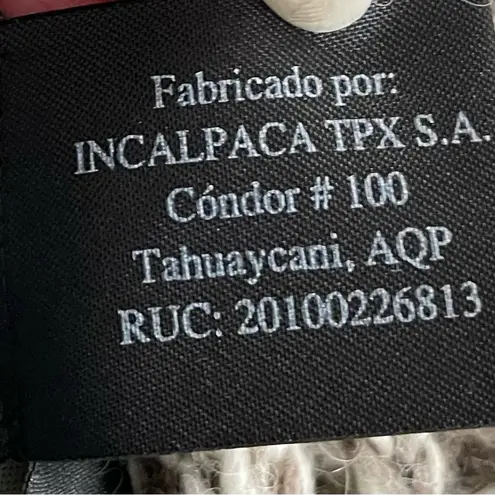 Fabricado por:
INCALPACA TPX S.A.
Cóndor # 100
Tahuaycani, AQP
RUC: 20100226813